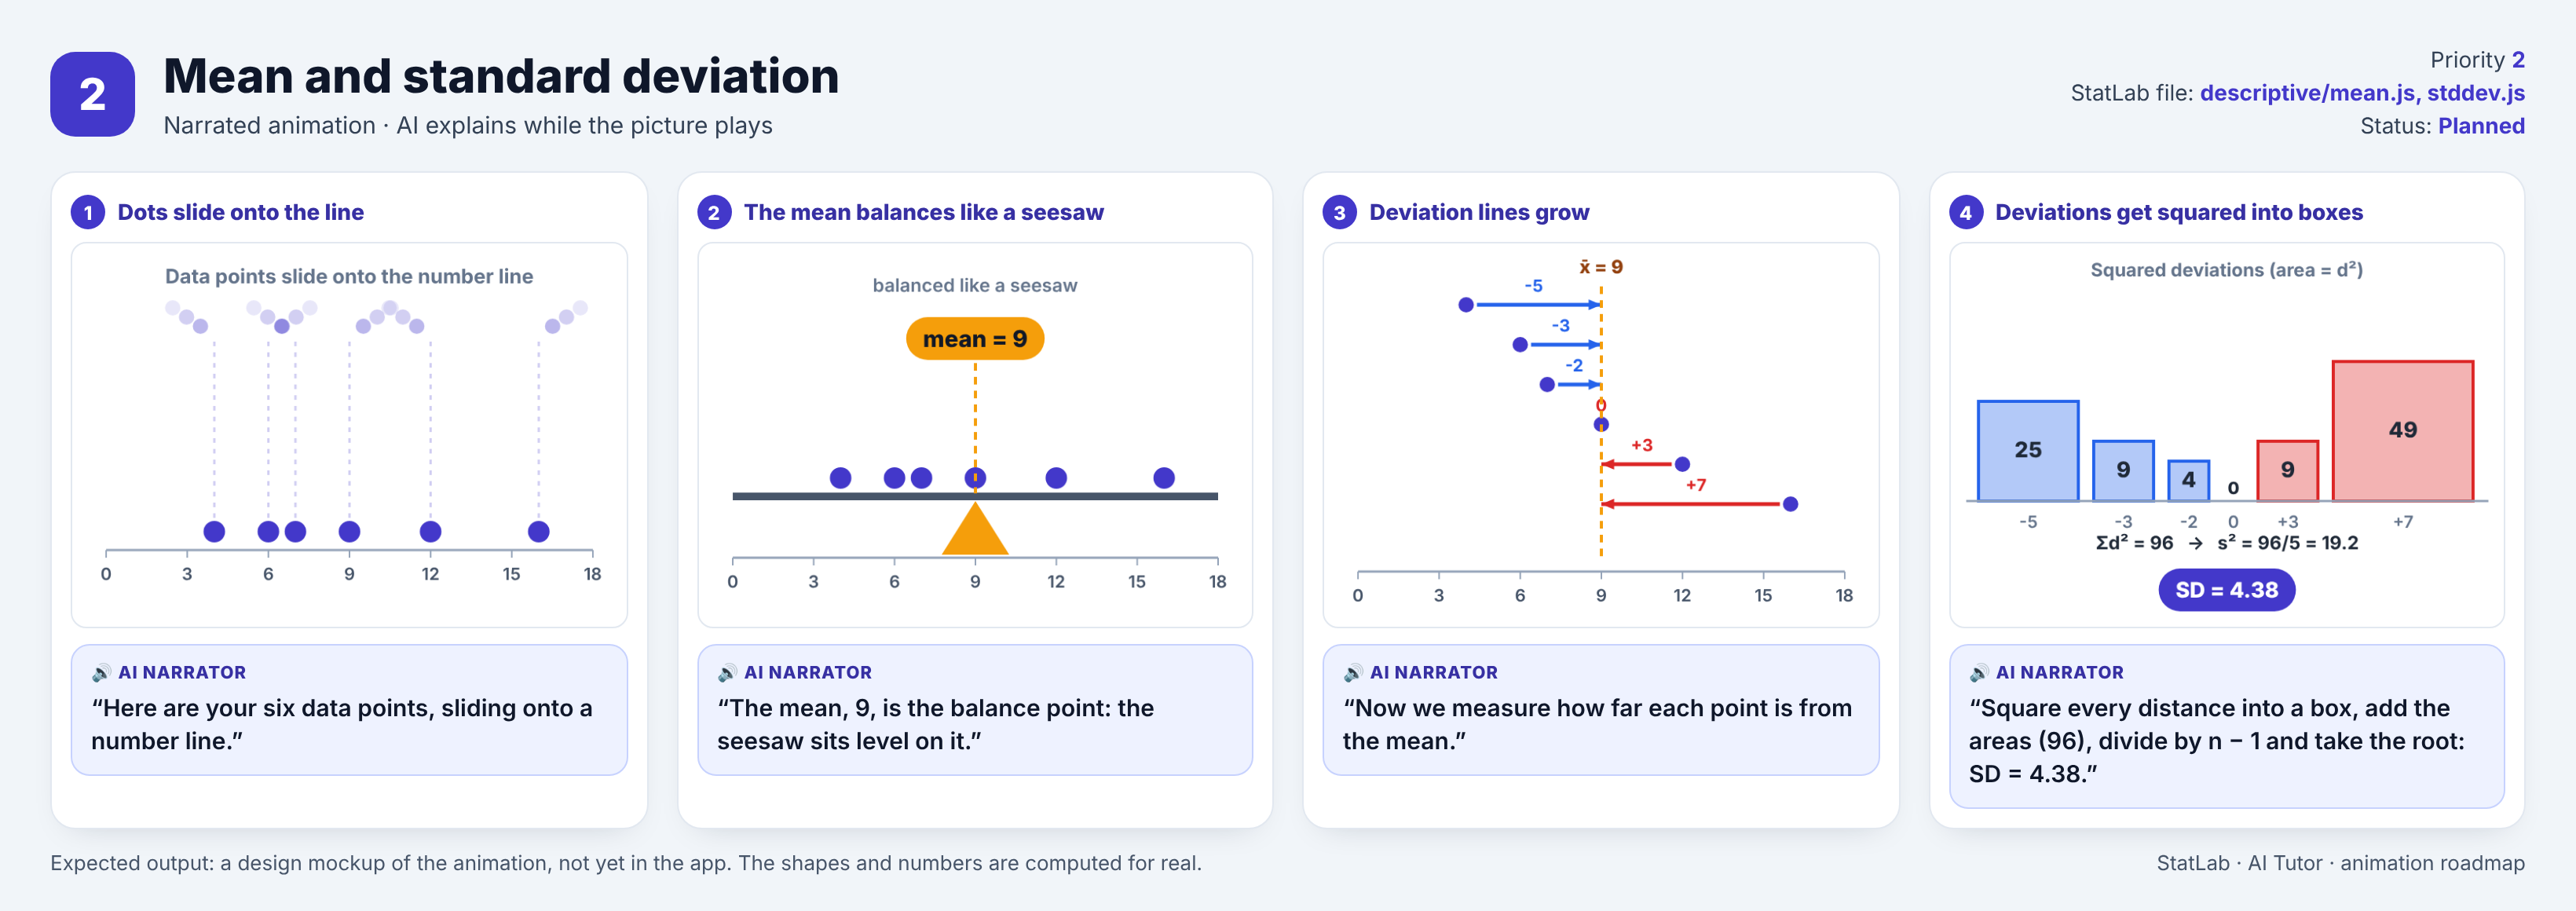 2
Mean and standard deviation
Narrated animation · AI explains while the picture plays
Priority 2
StatLab file: descriptive/mean.js, stddev.js
Status: Planned
1 Dots slide onto the line
Data points slide onto the number line
0 3 6 9 12 15 18
🔊 AI NARRATOR
“Here are your six data points, sliding onto a
number line.”
2 The mean balances like a seesaw
balanced like a seesaw
mean = 9
0 3 6 9 12 15 18
🔊 AI NARRATOR
“The mean, 9, is the balance point: the
seesaw sits level on it.”
3 Deviation lines grow
x̄ = 9
-5
-3
-2
0
+3
+7
0 3 6 9 12 15 18
🔊 AI NARRATOR
“Now we measure how far each point is from
the mean.”
4 Deviations get squared into boxes
Squared deviations (area = d²)
25 9 4 0 9 49
-5 -3 -2 0 +3 +7
Σd² = 96 → s² = 96/5 = 19.2
SD = 4.38
🔊 AI NARRATOR
“Square every distance into a box, add the
areas (96), divide by n − 1 and take the root:
SD = 4.38.”
Expected output: a design mockup of the animation, not yet in the app. The shapes and numbers are computed for real.
StatLab · AI Tutor · animation roadmap